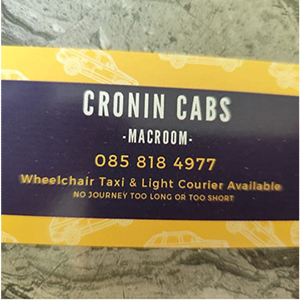 CRONIN CABS
-MACROOM-
085 818 4977
Wheelchair Taxi & Light Courier Available
NO JOURNEY TOO LONG OR TOO SHORT